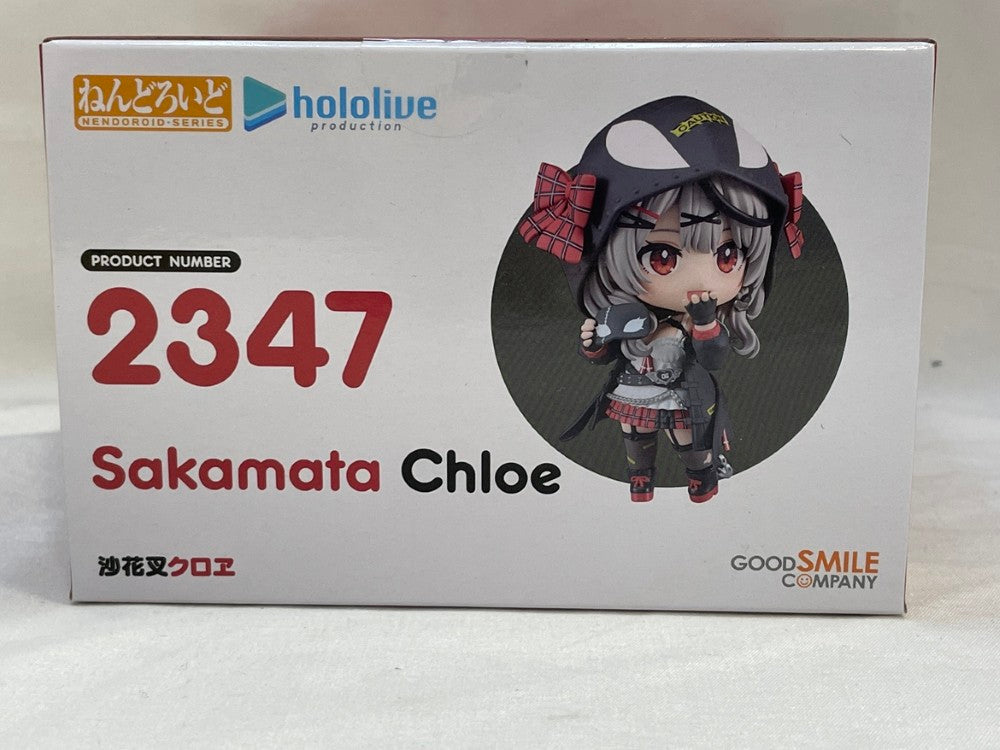 ねんどろいど
NENDOROID•SERIES
hololive
production
CAUTION
PRODUCT NUMBER
2347
Sakamata Chloe
沙花叉クロヱ
GOOD SMILE
COMPANY